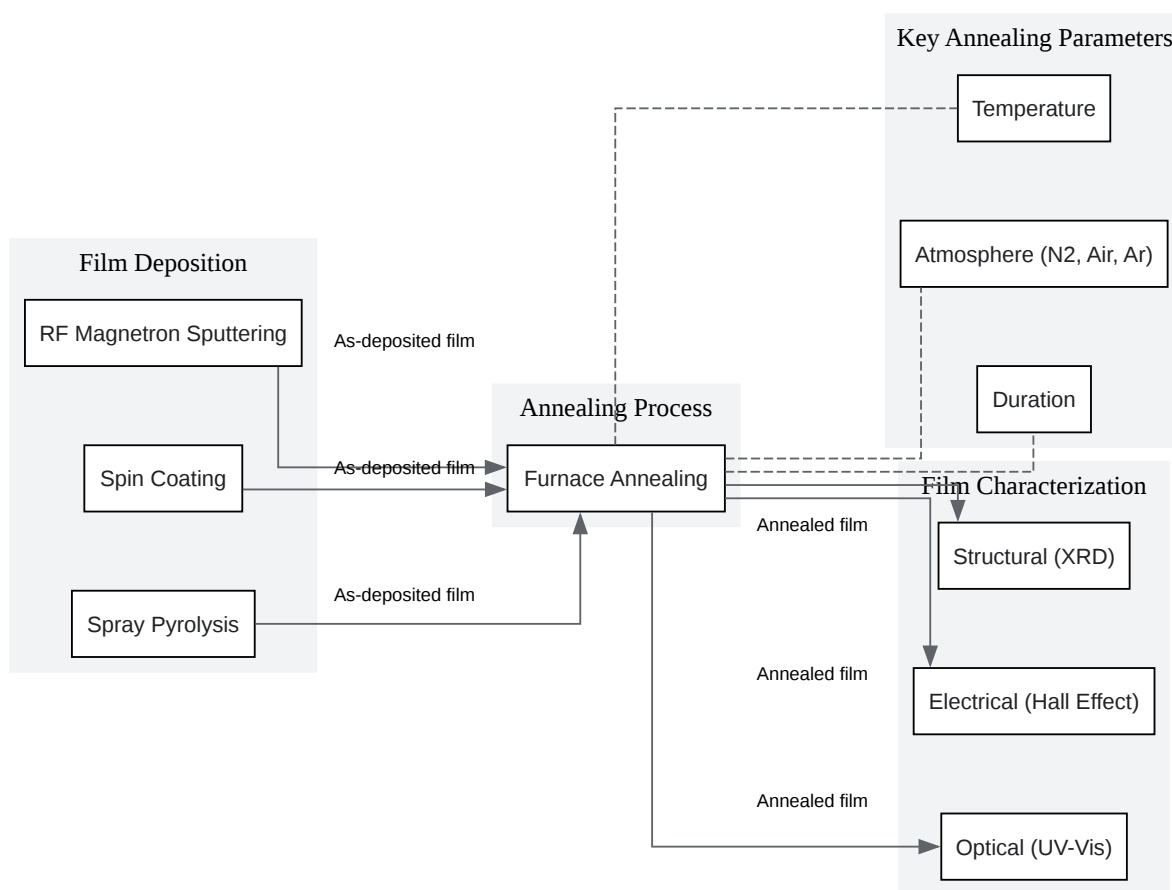 Key Annealing Parameters
Temperature
Atmosphere (N2, Air, Ar)
Duration
Film Deposition
RF Magnetron Sputtering
Spin Coating
Spray Pyrolysis
As-deposited film
As-deposited film
As-deposited film
Annealing Process
Furnace Annealing
Film Characterization
Annealed film
Structural (XRD)
Annealed film
Electrical (Hall Effect)
Annealed film
Optical (UV-Vis)